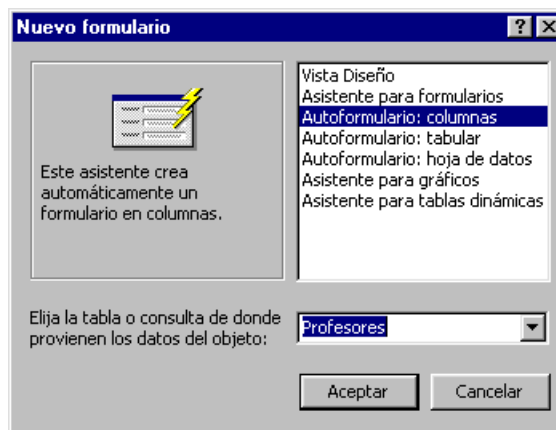 Nuevo formulario
Este asistente crea
automáticamente un
formulario en columnas.
Vista Diseño
Asistente para formularios
Autoformulario: columnas
Autoformulario: tabular
Autoformulario: hoja de datos
Asistente para gráficos
Asistente para tablas dinámicas
Elija la tabla o consulta de donde
provienen los datos del objeto:
Profesores
Aceptar
Cancelar